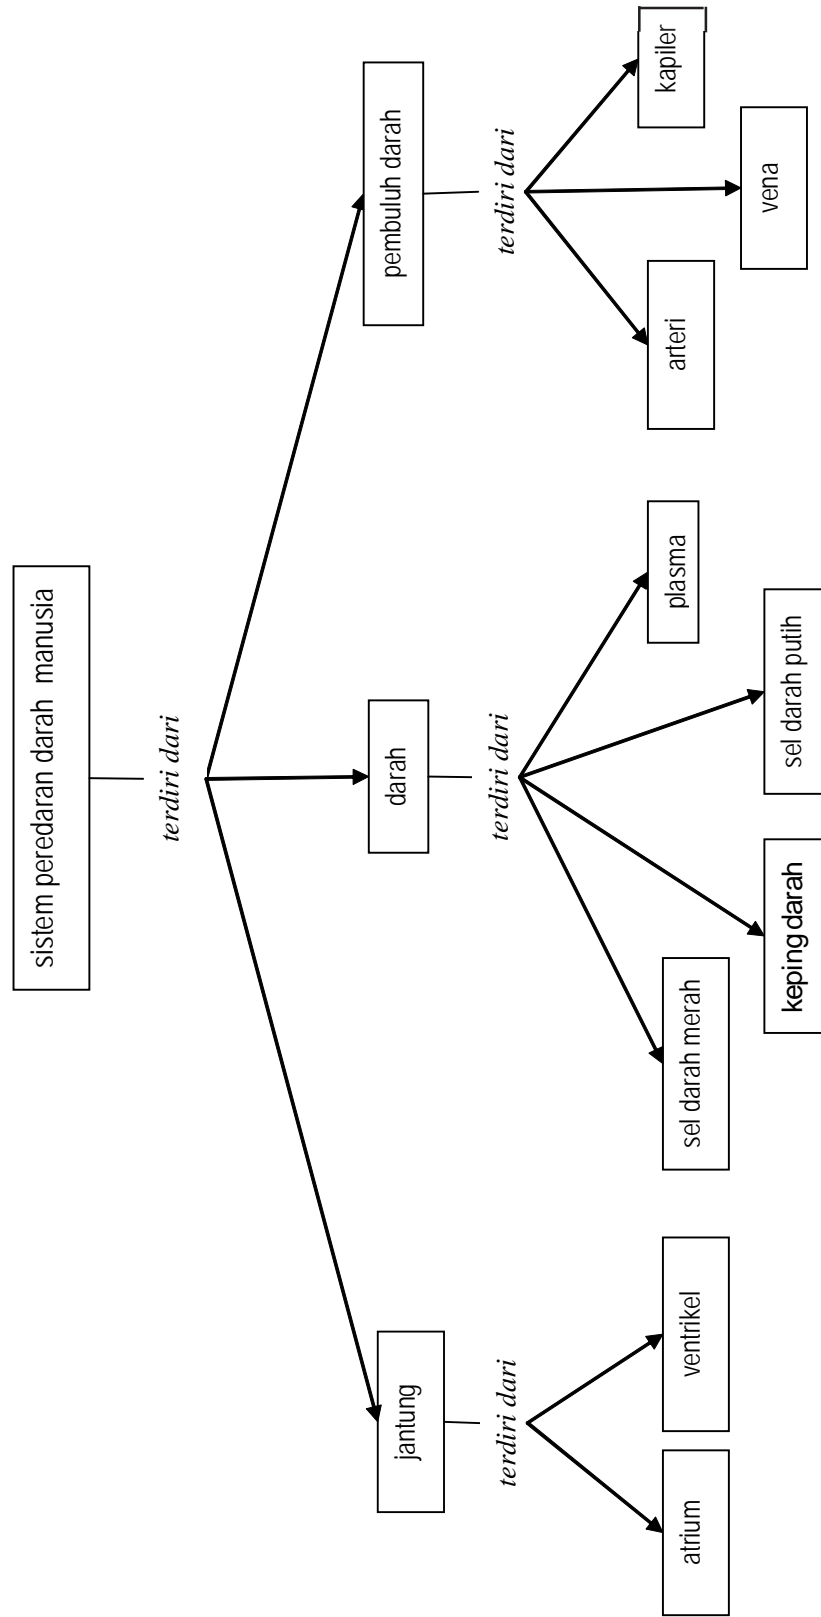 sistem peredaran darah manusia
terdiri dari
jantung
darah
pembuluh darah
terdiri dari
terdiri dari
terdiri dari
atrium
ventrikel
sel darah merah
keping darah
sel darah putih
plasma
arteri
vena
kapiler